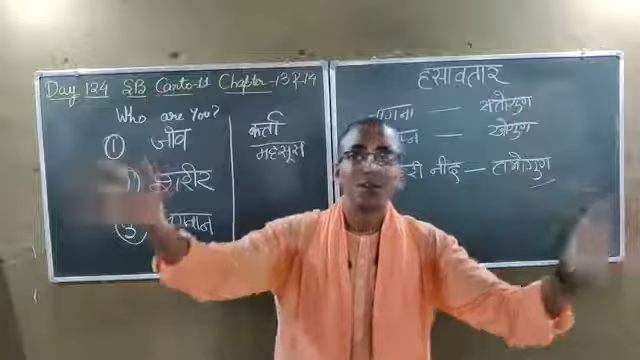 Day 124 SB Canto-11 Chapter-13 & 14
Who are You?
① जीव
शरीर
कर्ता
महसूस
हंसावतार
— सतोगुण
— रजोगुण
नींद — तमोगुण